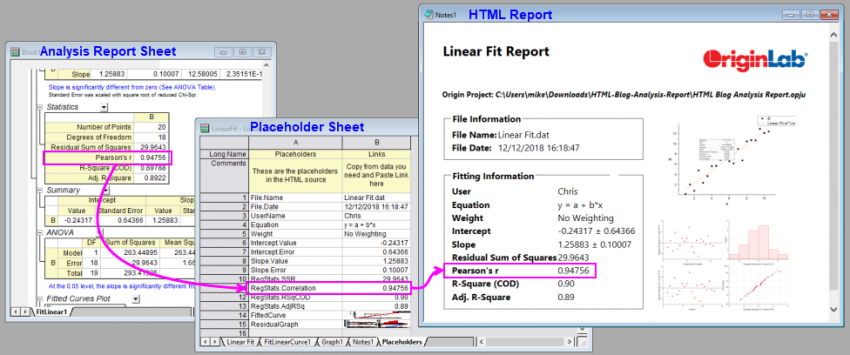 Analysis Report Sheet
Slope 1.25883 0.10007 12.58005 2.35151E-1
Slope is significantly different from zero (See ANOVA Table).
Standard Error was scaled with square root of reduced Chi-Sqr.
Statistics
B
Number of Points 20
Degrees of Freedom 18
Residual Sum of Squares 29.9643
Pearson's r 0.94756
R-Square (COD) 0.89788
Adj. R-Square 0.8922
Summary
Intercept Slop
Value Standard Error Value
B -0.24317 0.64366 1.25883
ANOVA
DF Sum of Squares Mean Sq
Model 1 263.44895 263.4
B Error 18 29.9643 1.66
Total 19
At the 0.05 level, the slope is significantly different from
Fitted Curves Plot
FitLinear1
Placeholder Sheet
A B
Long Name Placeholders Links
Comments These are the placeholders in the HTML source Copy from data you need and Paste Link here
1 File.Name Linear Fit.dat
2 File.Date 12/12/2018 16:18:47
3 UserName Chris
4 Equation y = a + b*x
5 Weight No Weighting
6 Intercept.Value -0.24317
7 Intercept.Error 0.64366
8 Slope.Value 1.25883
9 Slope.Error 0.10007
10 RegStats.SSR 29.9643
11 RegStats.Correlation 0.94756
12 RegStats.RSqCOD 0.90
13 RegStats.AdjRSq 0.89
14 FittedCurve
15 ResidualGraph
16
Linear Fit FitLinearCurve1 Graph1 Notes1 Placeholders
Notes1 HTML Report
Linear Fit Report
OriginLab®
Origin Project: C:\Users\mike\Downloads\HTML-Blog-Analysis-Report\HTML Blog Analysis Report.opju
File Information
File Name: Linear Fit.dat
File Date: 12/12/2018 16:18:47
Fitting Information
User Chris
Equation y = a + b*x
Weight No Weighting
Intercept -0.24317 ± 0.64366
Slope 1.25883 ± 0.10007
Residual Sum of Squares 29.9643
Pearson's r 0.94756
R-Square (COD) 0.90
Adj. R-Square 0.89